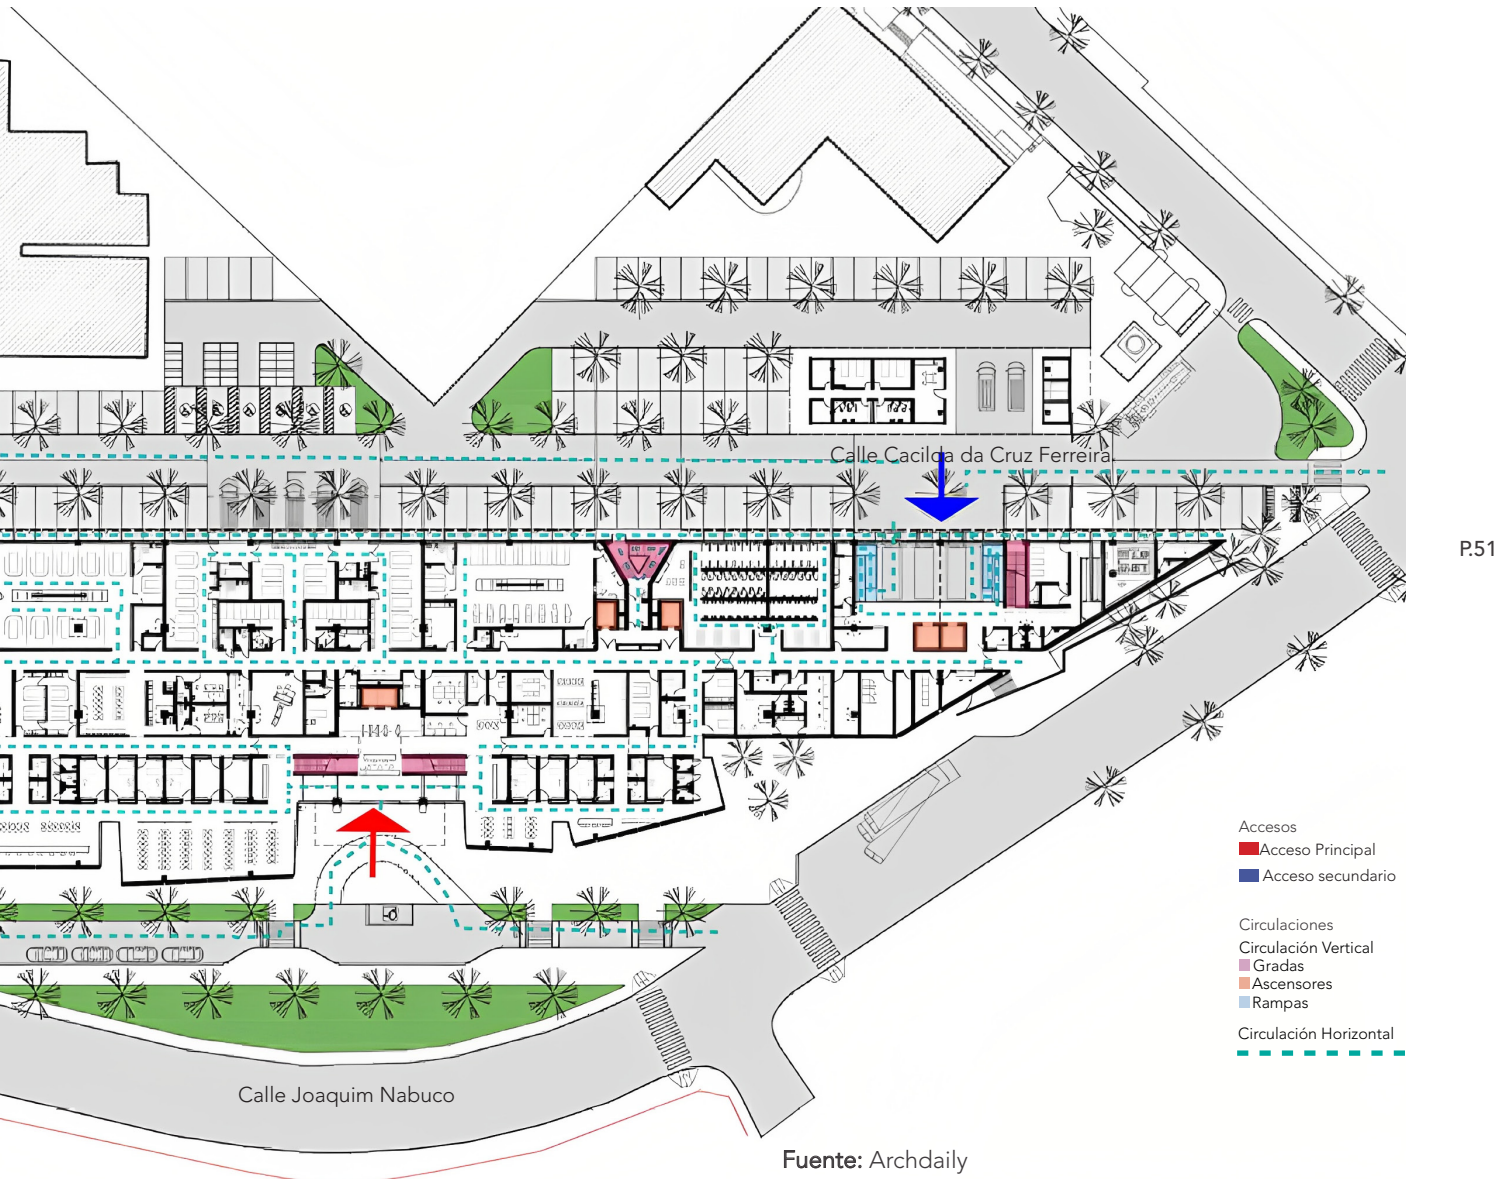 Calle Cacilda da Cruz Ferreira
P.51
Accesos
Acceso Principal
Acceso secundario
Circulaciones
Circulación Vertical
Gradas
Ascensores
Rampas
Circulación Horizontal
Calle Joaquim Nabuco
Fuente: Archdaily